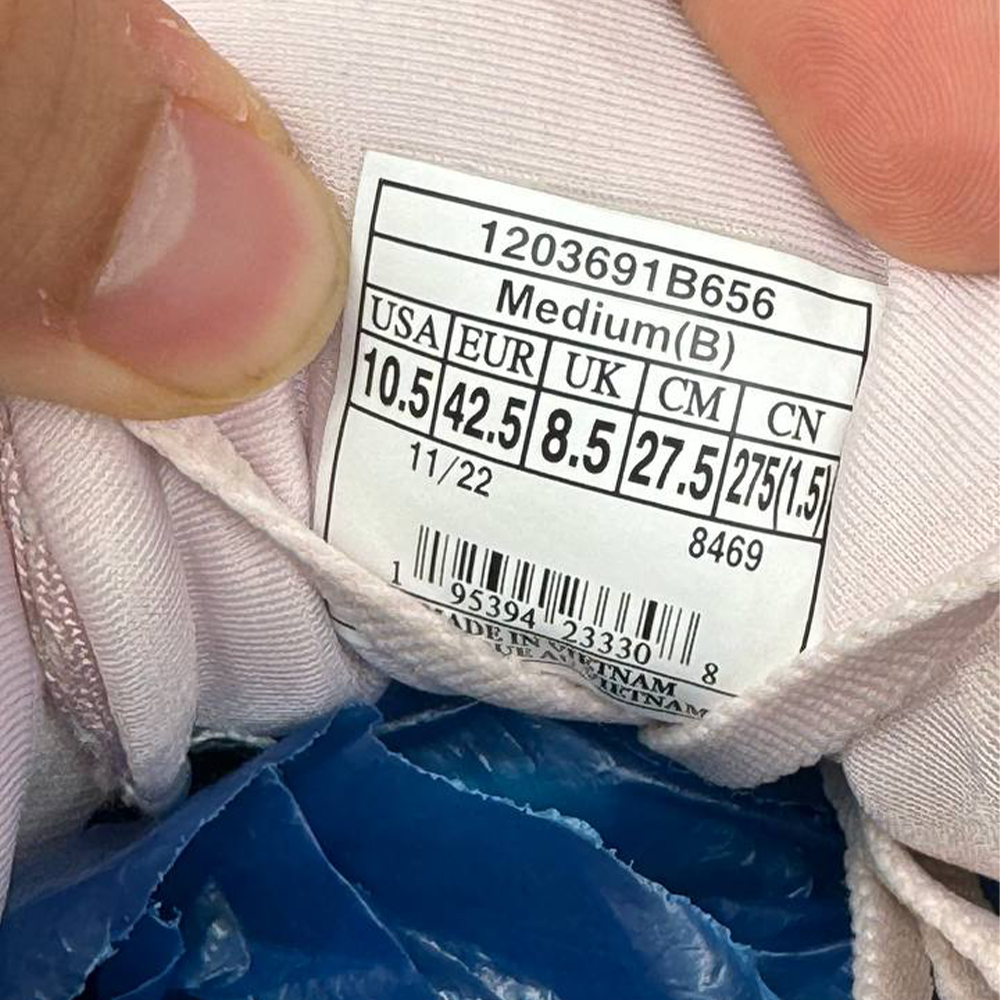 1203691B656
Medium(B)
USA EUR UK CM CN
10.5 42.5 8.5 27.5 275(1.5)
11/22
8469
1 95394 23330 8
MADE IN VIETNAM
VIETNAM